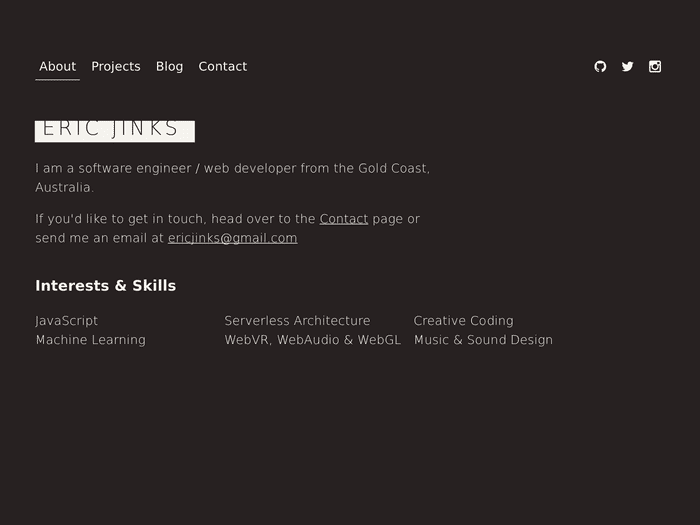 About Projects Blog Contact
ERIC JINKS
I am a software engineer / web developer from the Gold Coast,
Australia.
If you'd like to get in touch, head over to the Contact page or
send me an email at ericjinks@gmail.com
Interests & Skills
JavaScript Serverless Architecture Creative Coding
Machine Learning WebVR, WebAudio & WebGL Music & Sound Design